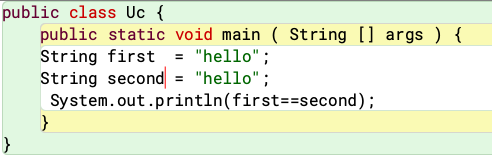 public class Uc {
public static void main ( String [] args ) {
String first  = "hello";
String second = "hello";
System.out.println(first==second);
}
}